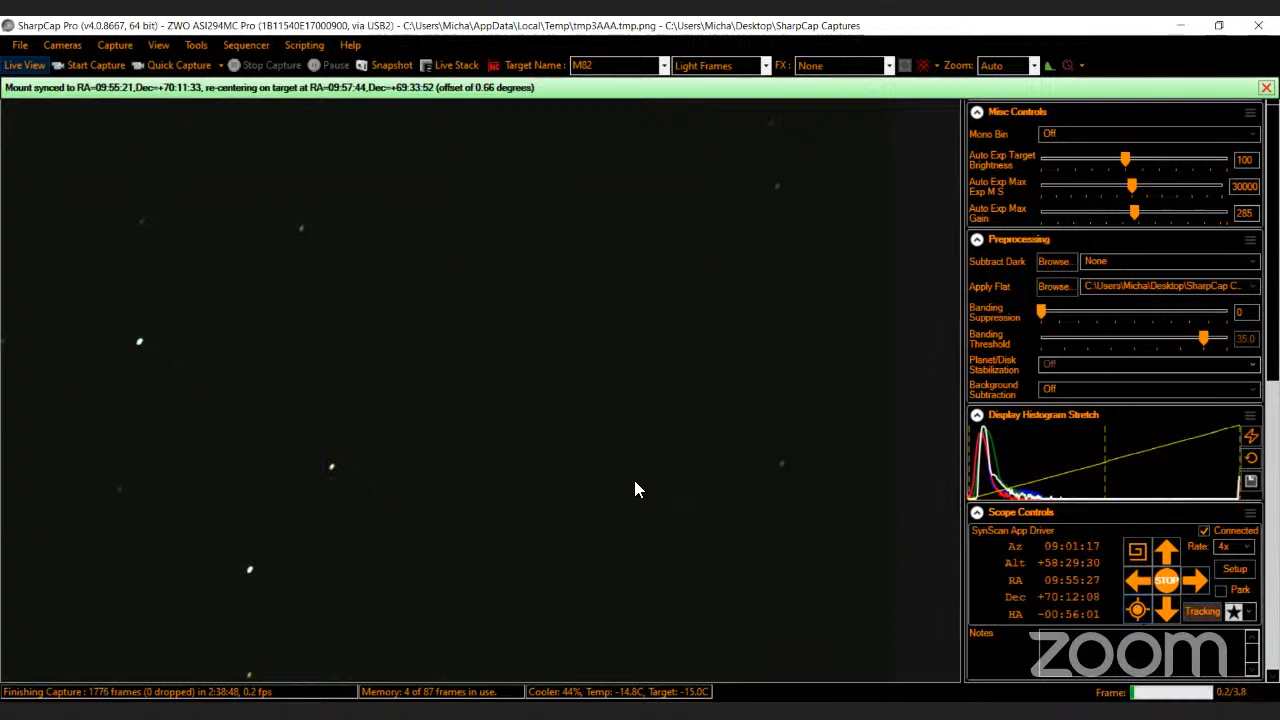 SharpCap Pro (v4.0.8667, 64 bit) - ZWO ASI294MC Pro (1B11540E17000900, via USB2) - C:\Users\Micha\AppData\Local\Temp\tmp3AAA.tmp.png - C:\Users\Micha\Desktop\SharpCap Captures
File Cameras Capture View Tools Sequencer Scripting Help
Live View Start Capture Quick Capture Stop Capture Pause Snapshot Live Stack Target Name : M82 Light Frames FX : None Zoom: Auto
Mount synced to RA=09:55:21,Dec=+70:11:33, re-centering on target at RA=09:57:44,Dec=+69:33:52 (offset of 0.66 degrees)
Misc Controls
Mono Bin Off
Auto Exp Target Brightness 100
Auto Exp Max Exp M S 30000
Auto Exp Max Gain 285
Preprocessing
Subtract Dark Browse... None
Apply Flat Browse... C:\Users\Micha\Desktop\SharpCap C...
Banding Suppression 0
Banding Threshold 35.0
Planet/Disk Stabilization Off
Background Subtraction Off
Display Histogram Stretch
Scope Controls
SynScan App Driver Connected
Az 09:01:17 Rate: 4x
Alt +58:29:30 Setup
RA 09:55:27 STOP
Dec +70:12:08 Park
HA -00:56:01 Tracking
Notes
zoom
Finishing Capture : 1776 frames (0 dropped) in 2:38:48, 0.2 fps Memory: 4 of 87 frames in use. Cooler: 44%, Temp: -14.8C, Target: -15.0C Frame: 0.2/3.8